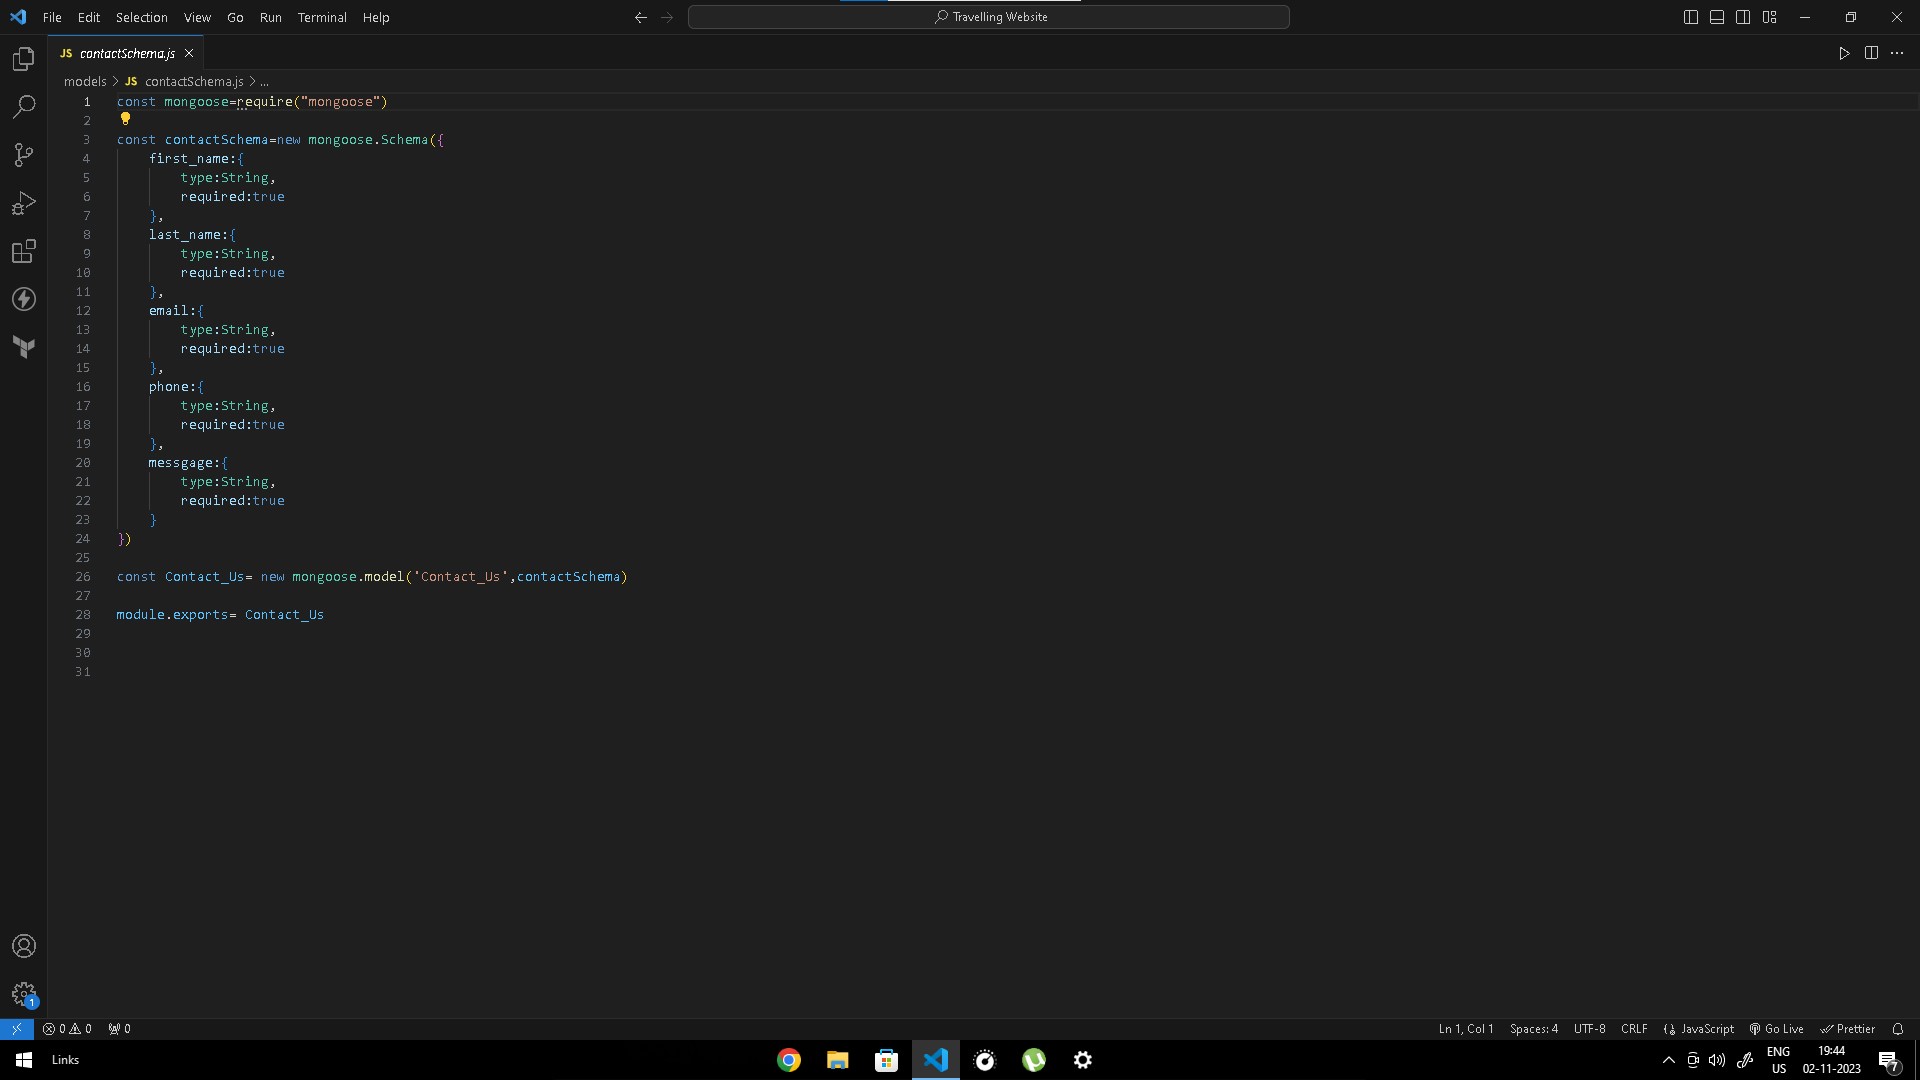 File Edit Selection View Go Run Terminal Help
Travelling Website
JS contactSchema.js
models > JS contactSchema.js > ...
1 const mongoose=require("mongoose")
2
3 const contactSchema=new mongoose.Schema({
4 first_name:{
5 type:String,
6 required:true
7 },
8 last_name:{
9 type:String,
10 required:true
11 },
12 email:{
13 type:String,
14 required:true
15 },
16 phone:{
17 type:String,
18 required:true
19 },
20 messgage:{
21 type:String,
22 required:true
23 }
24 })
25
26 const Contact_Us= new mongoose.model('Contact_Us',contactSchema)
27
28 module.exports= Contact_Us
29
30
31
1
0 0 0 Ln 1, Col 1 Spaces: 4 UTF-8 CRLF {} JavaScript Go Live Prettier
Links ENG US 19:44 02-11-2023 7